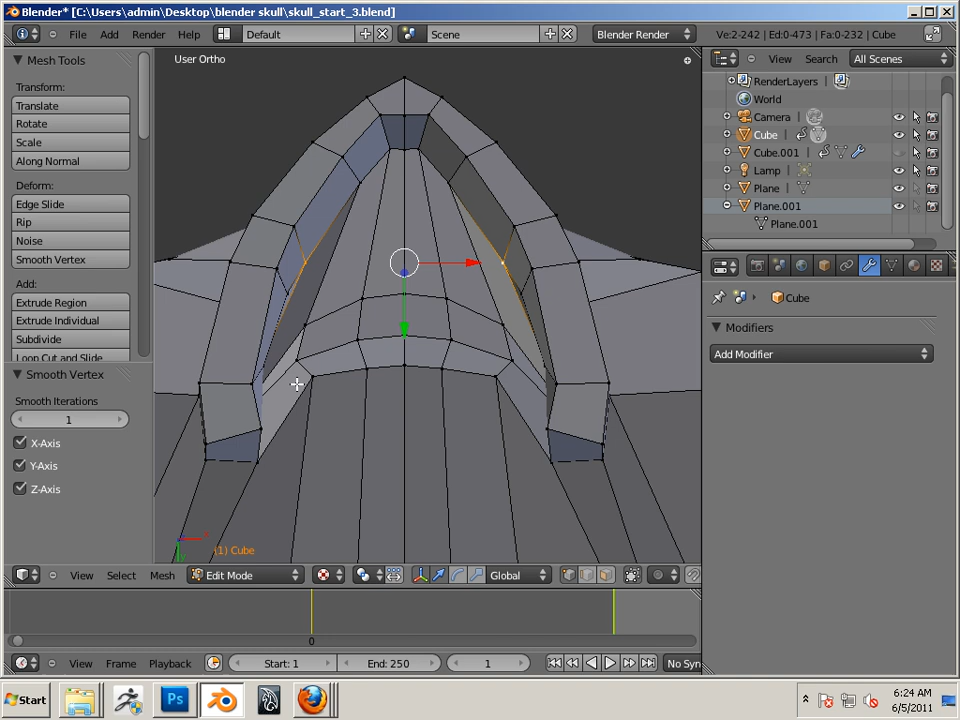 Blender* [C:\Users\admin\Desktop\blender skull\skull_start_3.blend]
File Add Render Help Default Scene Blender Render Ve:2-242 | Ed:0-473 | Fa:0-232 | Cube
Mesh Tools
Transform:
Translate
Rotate
Scale
Along Normal
Deform:
Edge Slide
Rip
Noise
Smooth Vertex
Add:
Extrude Region
Extrude Individual
Subdivide
Loop Cut and Slide
Smooth Vertex
Smooth Iterations
1
X-Axis
Y-Axis
Z-Axis
User Ortho
(1) Cube
View Search All Scenes
RenderLayers
World
Camera
Cube
Cube.001
Lamp
Plane
Plane.001
Plane.001
Cube
Modifiers
Add Modifier
View Select Mesh Edit Mode Global
0
View Frame Playback Start: 1 End: 250 1 No Syn
Start Ps 6:24 AM
6/5/2011